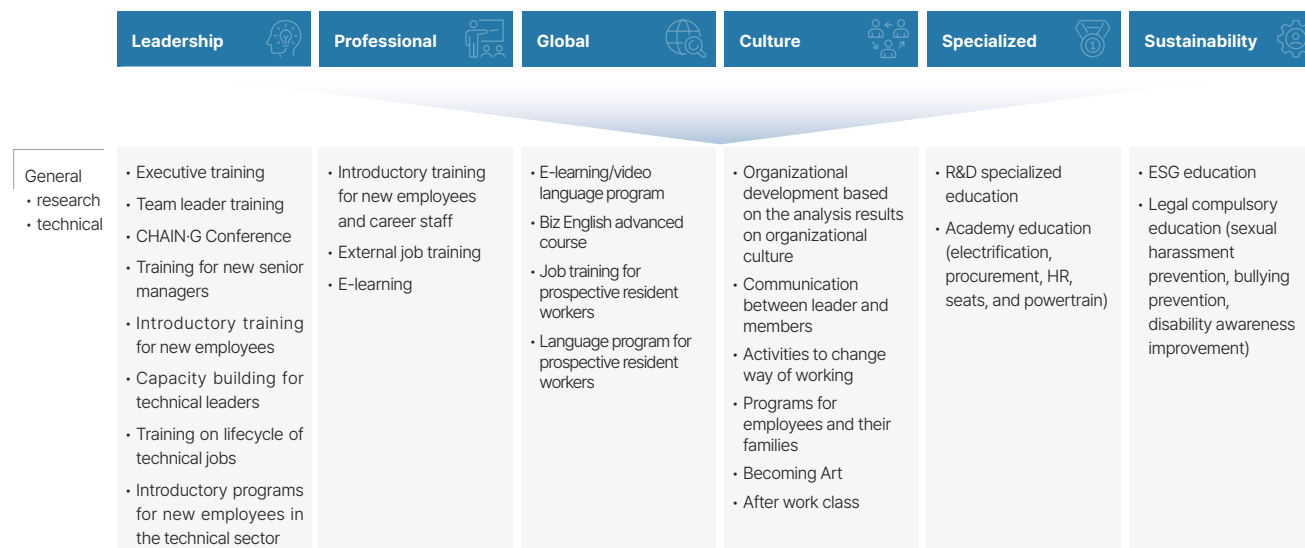 Leadership
Professional
Global
Culture
Specialized
Sustainability
General
• research
• technical
• Executive training
• Team leader training
• CHAIN·G Conference
• Training for new senior
managers
• Introductory training
for new employees
• Capacity building for
technical leaders
• Training on lifecycle of
technical jobs
• Introductory programs
for new employees in
the technical sector
• Introductory training
for new employees
and career staff
• External job training
• E-learning
• E-learning/video
language program
• Biz English advanced
course
• Job training for
prospective resident
workers
• Language program for
prospective resident
workers
• Organizational
development based
on the analysis results
on organizational
culture
• Communication
between leader and
members
• Activities to change
way of working
• Programs for
employees and their
families
• Becoming Art
• After work class
• R&D specialized
education
• Academy education
(electrification,
procurement, HR,
seats, and powertrain)
• ESG education
• Legal compulsory
education (sexual
harassment
prevention, bullying
prevention,
disability awareness
improvement)